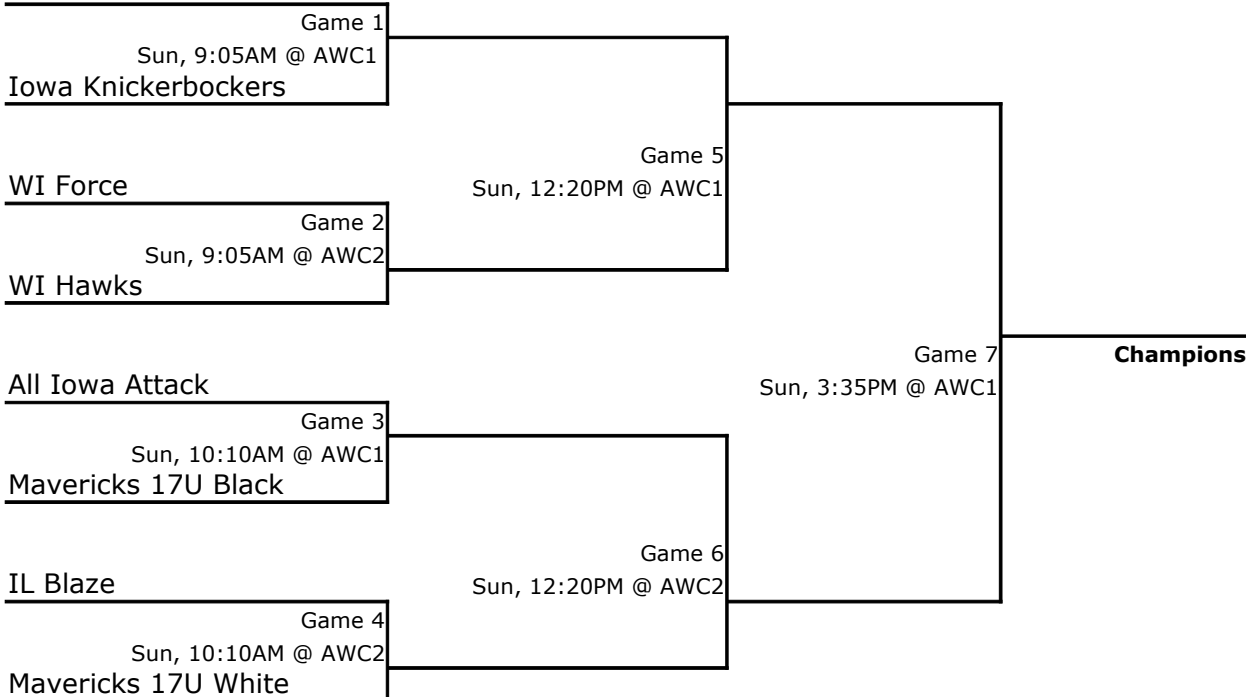 Game 1
Sun, 9:05AM @ AWC1
Iowa Knickerbockers
Game 5
Sun, 12:20PM @ AWC1
WI Force
Game 2
Sun, 9:05AM @ AWC2
WI Hawks
Game 7
Sun, 3:35PM @ AWC1
Champions
All Iowa Attack
Game 3
Sun, 10:10AM @ AWC1
Mavericks 17U Black
Game 6
Sun, 12:20PM @ AWC2
IL Blaze
Game 4
Sun, 10:10AM @ AWC2
Mavericks 17U White